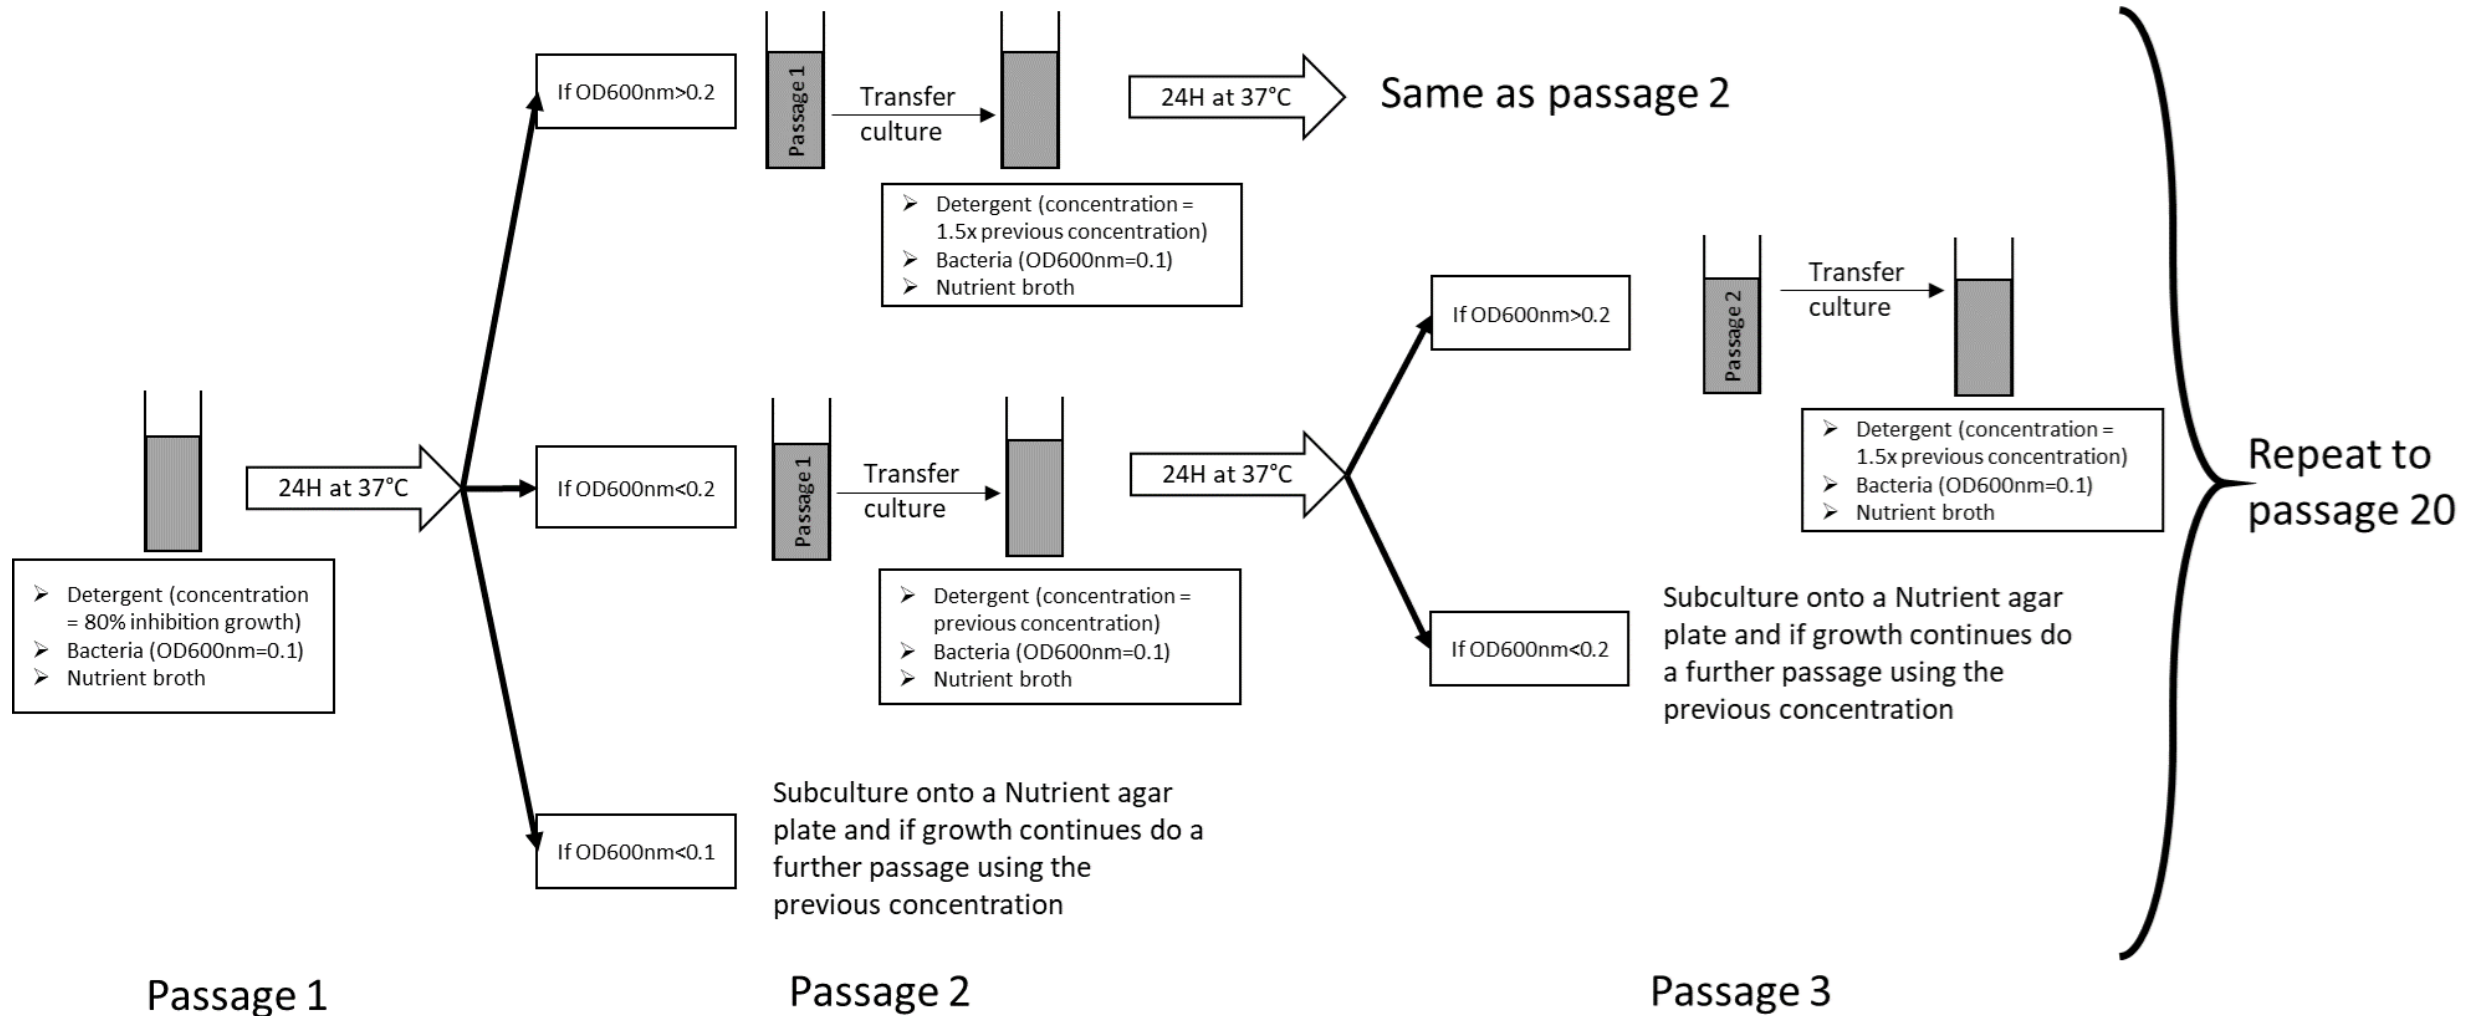 If OD600nm>0.2
Passage 1
Transfer
culture
24H at 37°C
Same as passage 2
➢ Detergent (concentration =
1.5x previous concentration)
➢ Bacteria (OD600nm=0.1)
➢ Nutrient broth
24H at 37°C
➢ Detergent (concentration
= 80% inhibition growth)
➢ Bacteria (OD600nm=0.1)
➢ Nutrient broth
If OD600nm<0.2
Passage 1
Transfer
culture
24H at 37°C
➢ Detergent (concentration =
previous concentration)
➢ Bacteria (OD600nm=0.1)
➢ Nutrient broth
If OD600nm<0.1
Subculture onto a Nutrient agar
plate and if growth continues do a
further passage using the
previous concentration
If OD600nm>0.2
Passage 2
Transfer
culture
➢ Detergent (concentration =
1.5x previous concentration)
➢ Bacteria (OD600nm=0.1)
➢ Nutrient broth
If OD600nm<0.2
Subculture onto a Nutrient agar
plate and if growth continues do
a further passage using the
previous concentration
Repeat to
passage 20
Passage 1
Passage 2
Passage 3